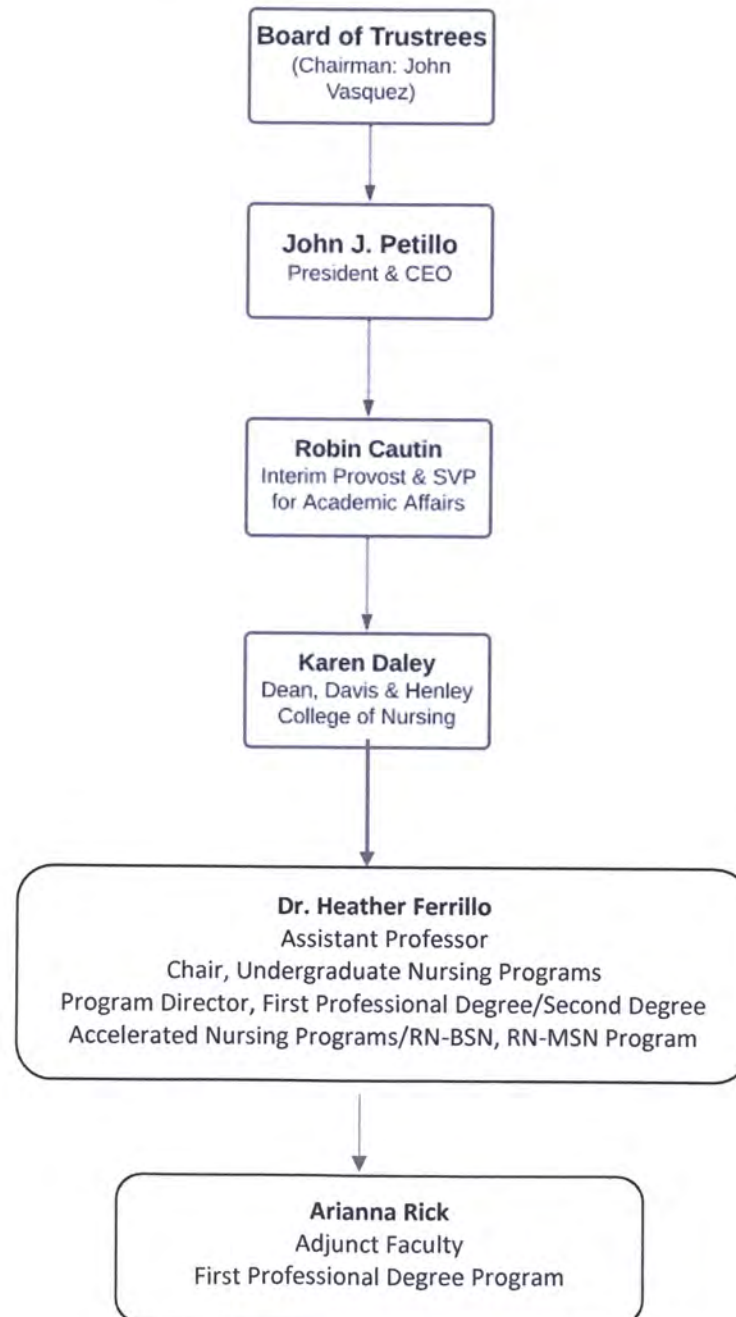 Board of Trustees
(Chairman: John
Vasquez)
John J. Petillo
President & CEO
Robin Cautin
Interim Provost & SVP
for Academic Affairs
Karen Daley
Dean, Davis & Henley
College of Nursing
Dr. Heather Ferrillo
Assistant Professor
Chair, Undergraduate Nursing Programs
Program Director, First Professional Degree/Second Degree
Accelerated Nursing Programs/RN-BSN, RN-MSN Program
Arianna Rick
Adjunct Faculty
First Professional Degree Program